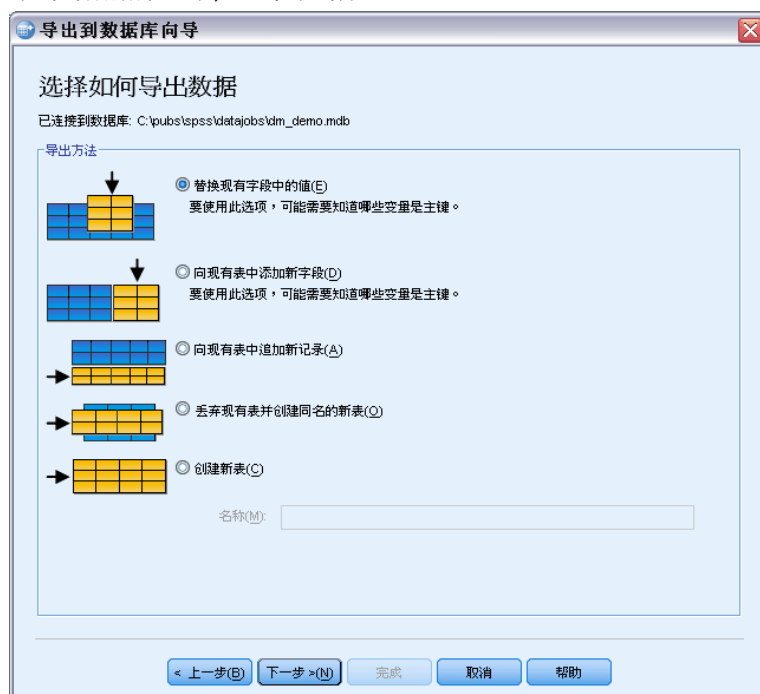 导出到数据库向导
选择如何导出数据
已连接到数据库: C:\pubs\spss\datajobs\dm_demo.mdb
导出方法
替换现有字段中的值(E)
要使用此选项，可能需要知道哪些变量是主键。
向现有表中添加新字段(D)
要使用此选项，可能需要知道哪些变量是主键。
向现有表中追加新记录(A)
丢弃现有表并创建同名的新表(O)
创建新表(C)
名称(M):
< 上一步(B) 下一步 >(N) 完成 取消 帮助